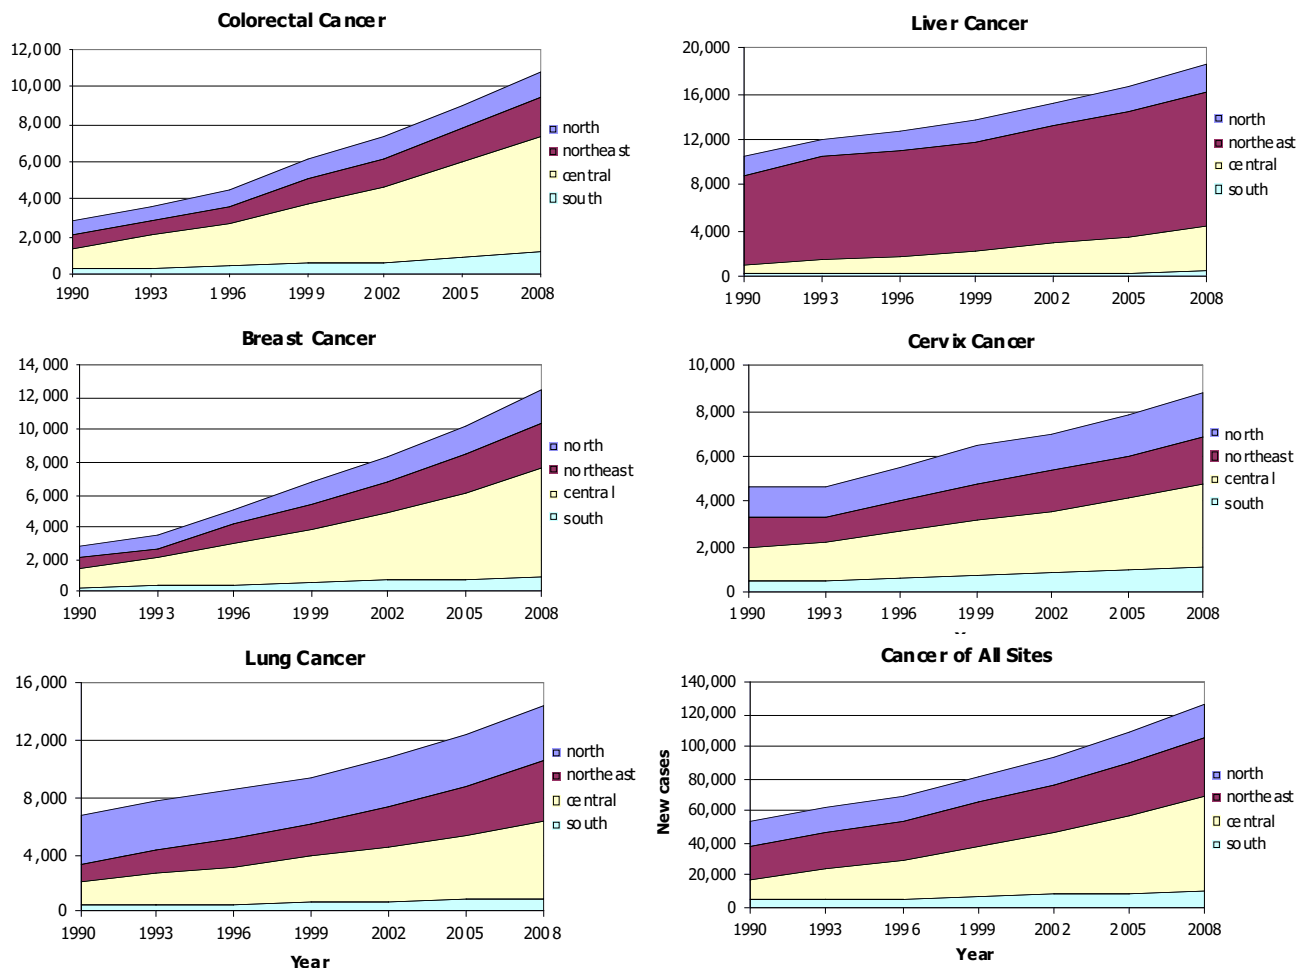 Colorectal Cancer
12,000
10,000
8,000
6,000
4,000
2,000
0
1990 1993 1996 1999 2002 2005 2008
north
northeast
central
south
Liver Cancer
20,000
16,000
12,000
8,000
4,000
0
1990 1993 1996 1999 2002 2005 2008
north
northeast
central
south
Breast Cancer
14,000
12,000
10,000
8,000
6,000
4,000
2,000
0
1990 1993 1996 1999 2002 2005 2008
north
northeast
central
south
Cervix Cancer
10,000
8,000
6,000
4,000
2,000
0
1990 1993 1996 1999 2002 2005 2008
north
northeast
central
south
Lung Cancer
16,000
12,000
8,000
4,000
0
1990 1993 1996 1999 2002 2005 2008
Year
north
northeast
central
south
Cancer of All Sites
New cases
140,000
120,000
100,000
80,000
60,000
40,000
20,000
0
1990 1993 1996 1999 2002 2005 2008
Year
north
northeast
central
south